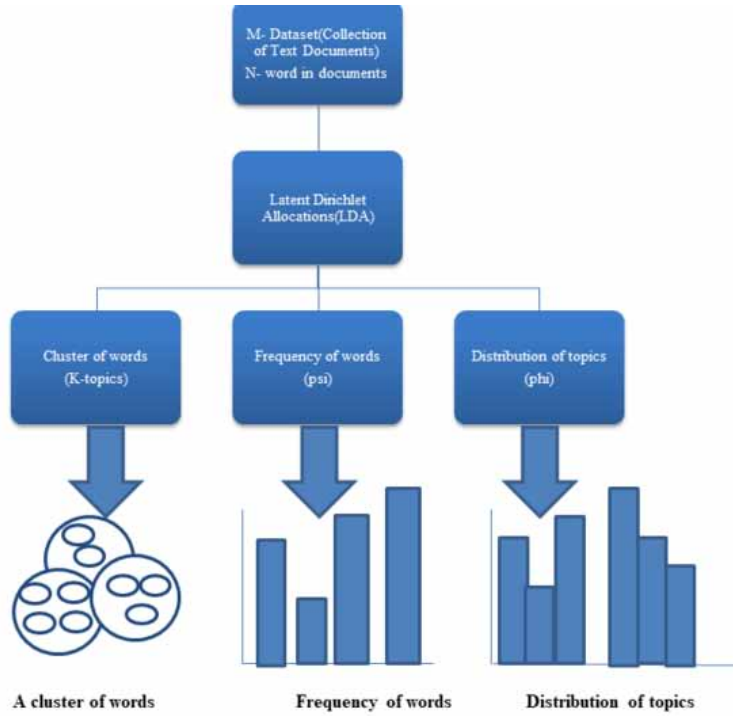 M- Dataset(Collection
of Text Documents)
N- word in documents
Latent Dirichlet
Allocations(LDA)
Cluster of words
(K-topics)
Frequency of words
(psi)
Distribution of topics
(phi)
A cluster of words
Frequency of words
Distribution of topics